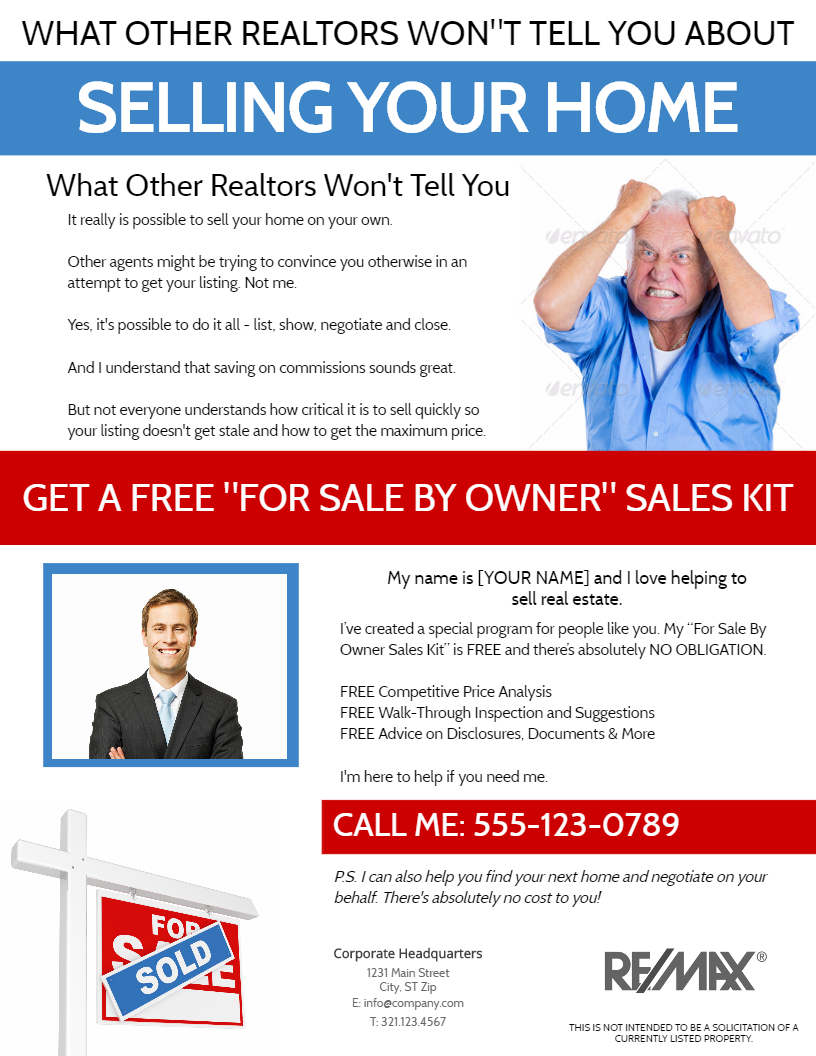 WHAT OTHER REALTORS WON"T TELL YOU ABOUT
SELLING YOUR HOME
What Other Realtors Won't Tell You
It really is possible to sell your home on your own.
Other agents might be trying to convince you otherwise in an
attempt to get your listing. Not me.
Yes, it's possible to do it all - list, show, negotiate and close.
And I understand that saving on commissions sounds great.
But not everyone understands how critical it is to sell quickly so
your listing doesn't get stale and how to get the maximum price.
envato
envato
envato
envato
GET A FREE "FOR SALE BY OWNER" SALES KIT
My name is [YOUR NAME] and I love helping to
sell real estate.
I've created a special program for people like you. My “For Sale By
Owner Sales Kit” is FREE and there's absolutely NO OBLIGATION.
FREE Competitive Price Analysis
FREE Walk-Through Inspection and Suggestions
FREE Advice on Disclosures, Documents & More
I'm here to help if you need me.
CALL ME: 555-123-0789
P.S. I can also help you find your next home and negotiate on your
behalf. There's absolutely no cost to you!
FOR
SALE
SOLD
Corporate Headquarters
1231 Main Street
City, ST Zip
E: info@company.com
T: 321.123.4567
RE/MAX®
THIS IS NOT INTENDED TO BE A SOLICITATION OF A
CURRENTLY LISTED PROPERTY.